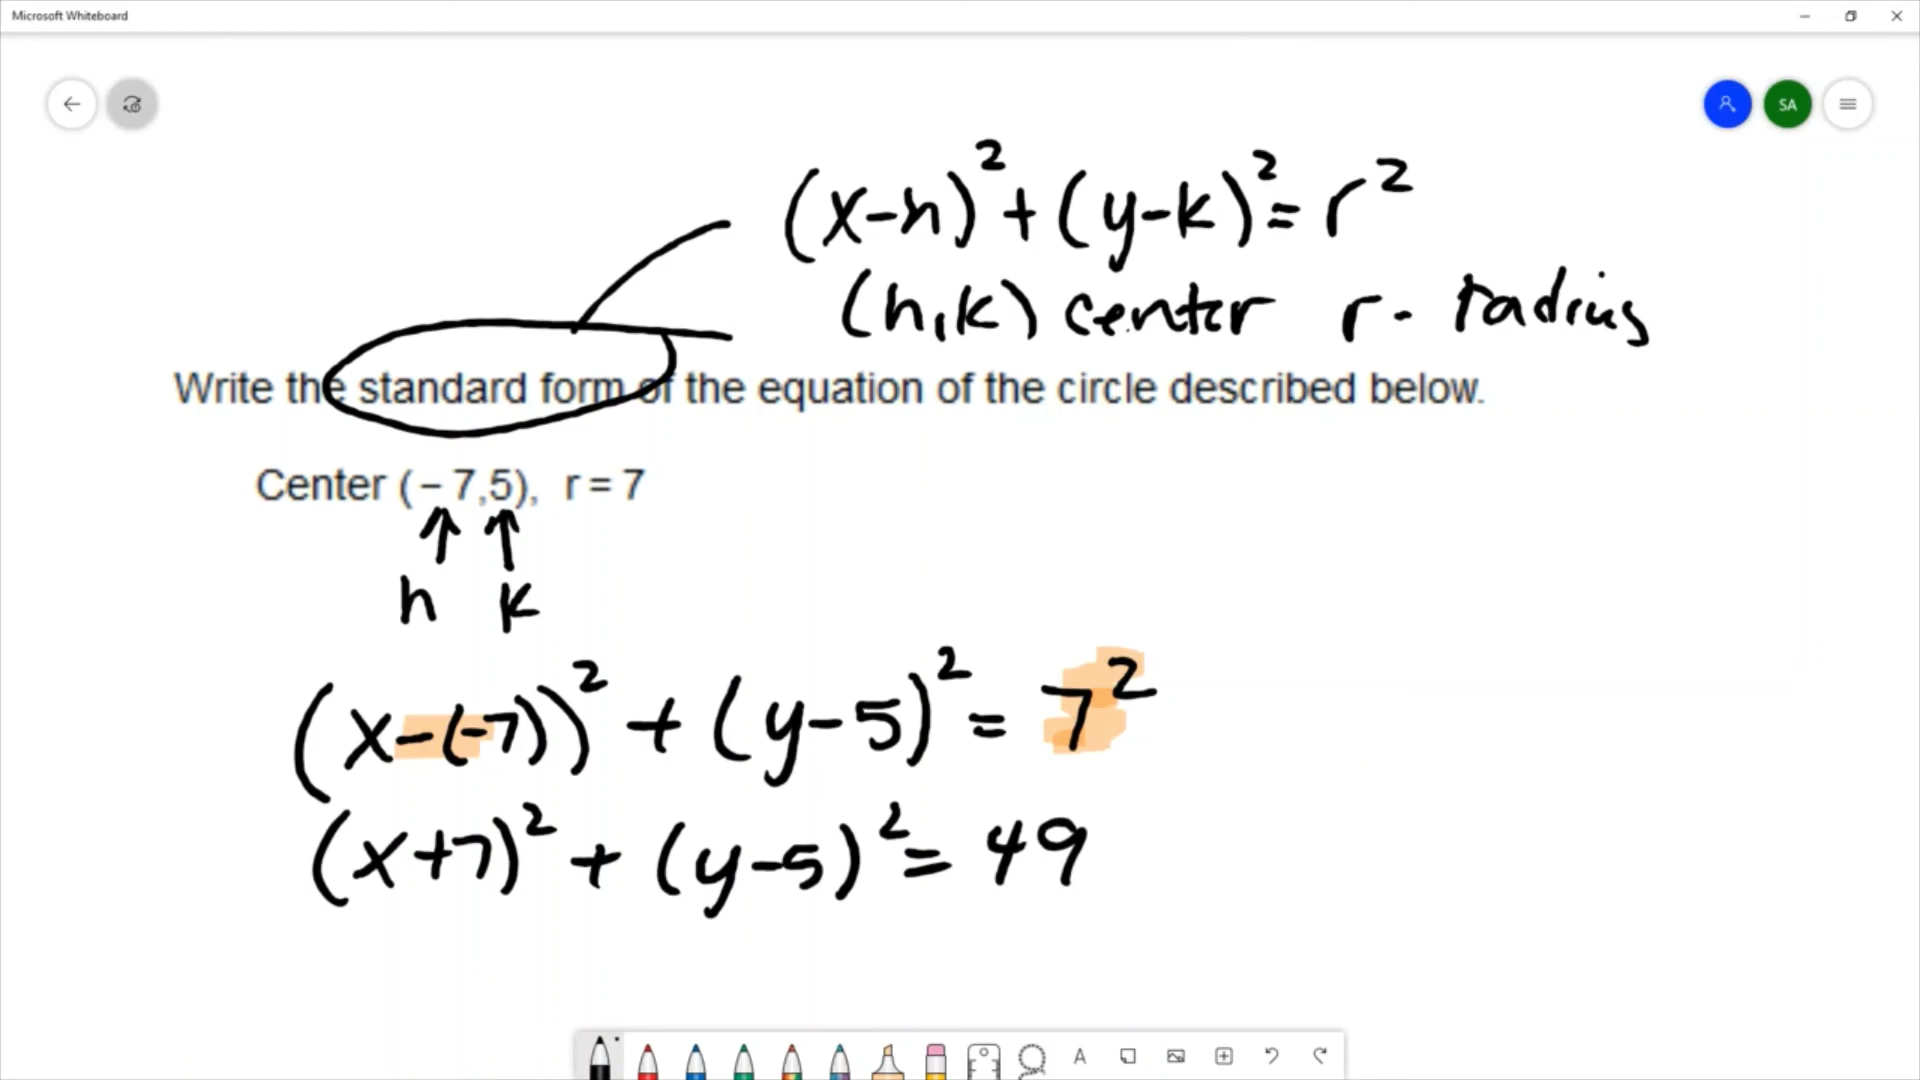 Microsoft Whiteboard
SA
(x-h)²+(y-k)²=r²
(h,k) center r - radius
Write the standard form of the equation of the circle described below.
Center (− 7,5), r = 7
h k
(x-(-7))² + (y-5)² = 7²
(x+7)² + (y-5)² = 49
A